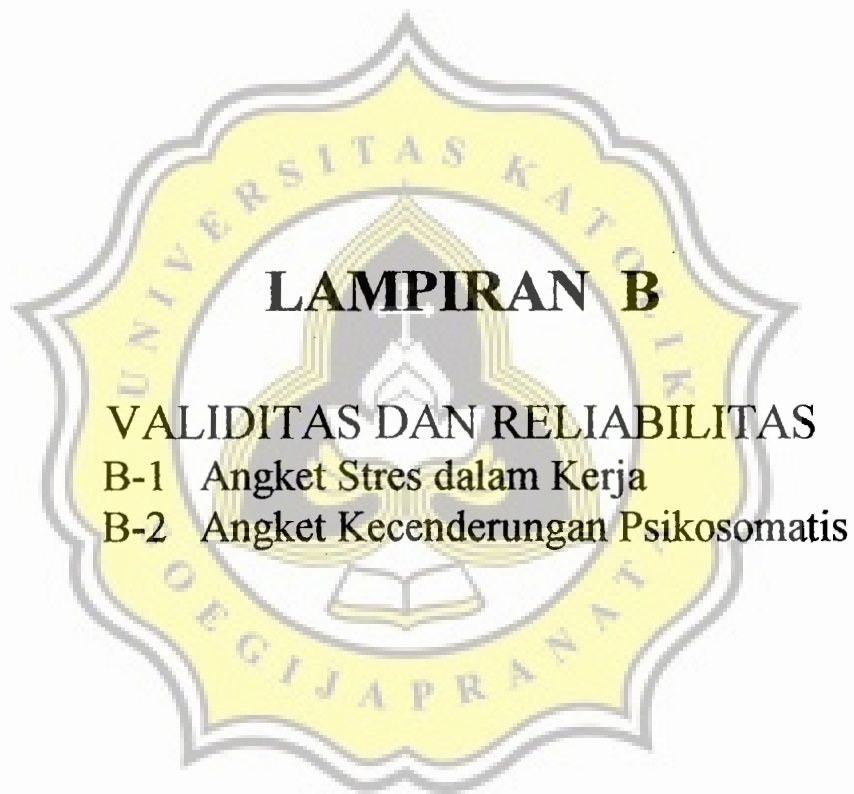 UNIVERSITAS KATOLIK
LAMPIRAN B
VALIDITAS DAN RELIABILITAS
B-1 Angket Stres dalam Kerja
B-2 Angket Kecenderungan Psikosomatis
SOEGIJAPRANATA